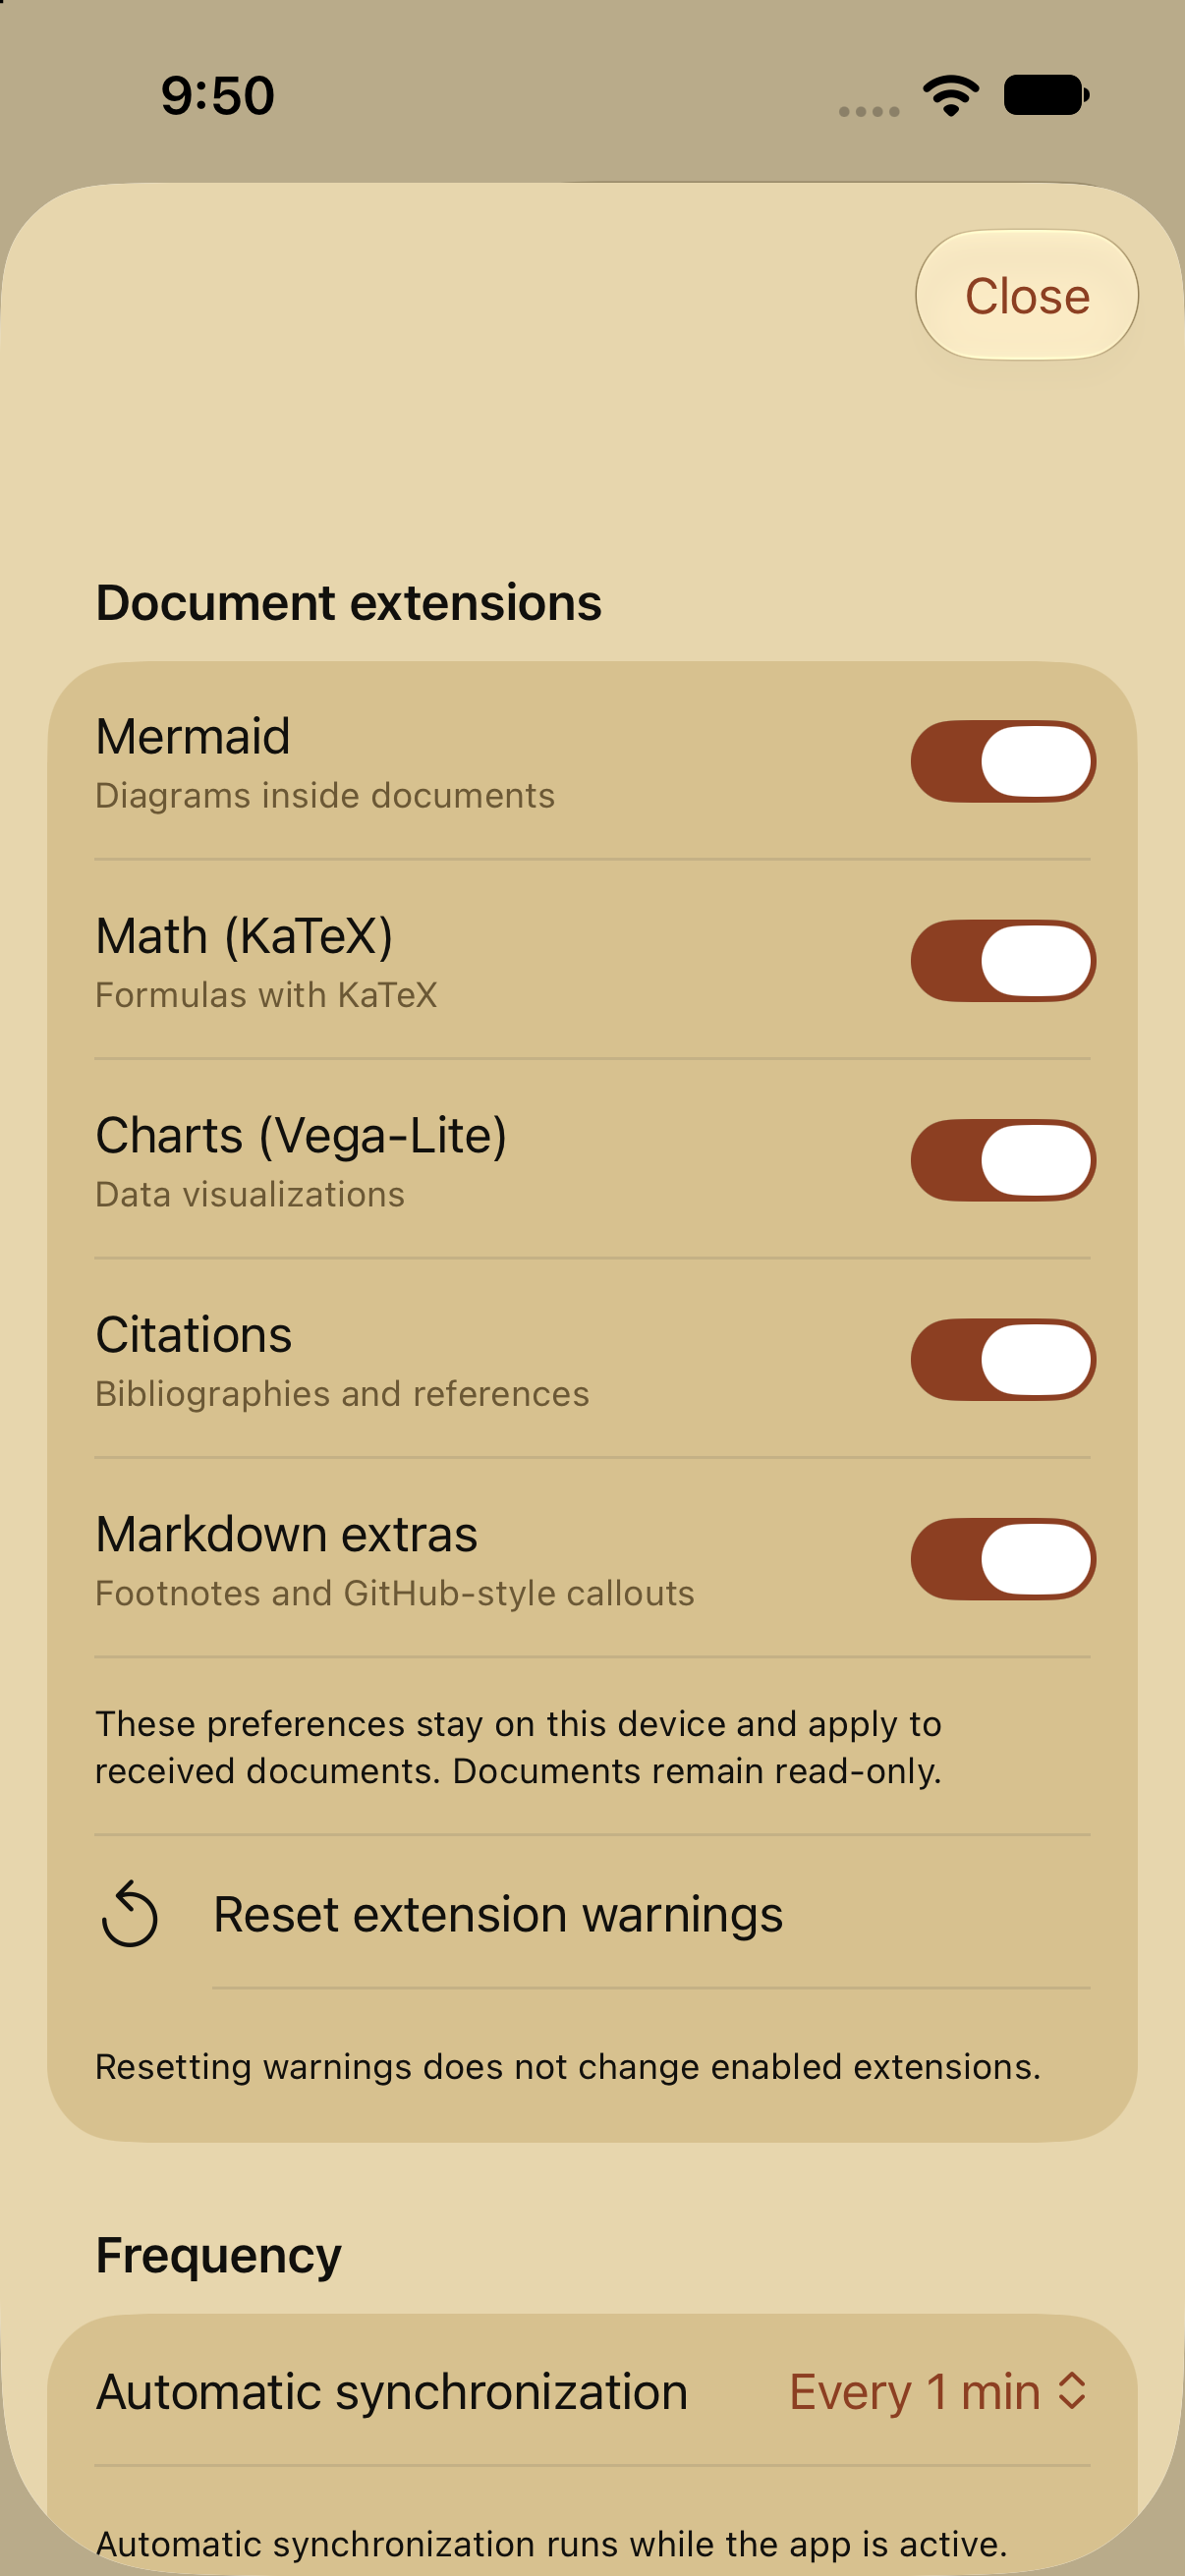 9:50
Close
Document extensions
Mermaid
Diagrams inside documents
Math (KaTeX)
Formulas with KaTeX
Charts (Vega-Lite)
Data visualizations
Citations
Bibliographies and references
Markdown extras
Footnotes and GitHub-style callouts
These preferences stay on this device and apply to
received documents. Documents remain read-only.
Reset extension warnings
Resetting warnings does not change enabled extensions.
Frequency
Automatic synchronization Every 1 min
Automatic synchronization runs while the app is active.